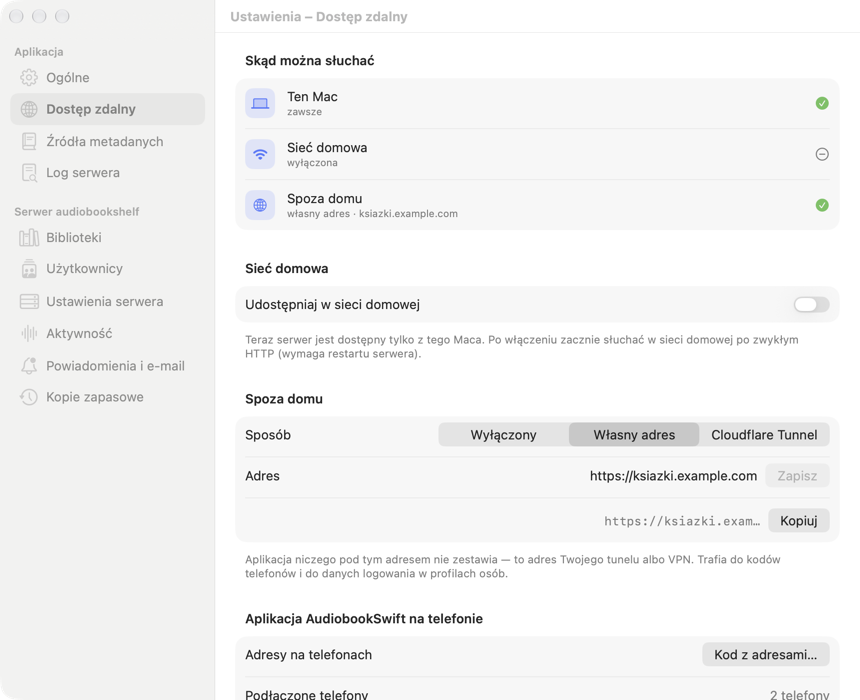 Ustawienia – Dostęp zdalny
Aplikacja
Ogólne
Dostęp zdalny
Źródła metadanych
Log serwera
Serwer audiobookshelf
Biblioteki
Użytkownicy
Ustawienia serwera
Aktywność
Powiadomienia i e-mail
Kopie zapasowe
Skąd można słuchać
Ten Mac
zawsze
Sieć domowa
wyłączona
Spoza domu
własny adres · ksiazki.example.com
Sieć domowa
Udostępniaj w sieci domowej
Teraz serwer jest dostępny tylko z tego Maca. Po włączeniu zacznie słuchać w sieci domowej po zwykłym
HTTP (wymaga restartu serwera).
Spoza domu
Sposób Wyłączony Własny adres Cloudflare Tunnel
Adres https://ksiazki.example.com Zapisz
https://ksiazki.exam… Kopiuj
Aplikacja niczego pod tym adresem nie zestawia — to adres Twojego tunelu albo VPN. Trafia do kodów
telefonów i do danych logowania w profilach osób.
Aplikacja AudiobookSwift na telefonie
Adresy na telefonach Kod z adresami...
Podłączone telefony 2 telefony